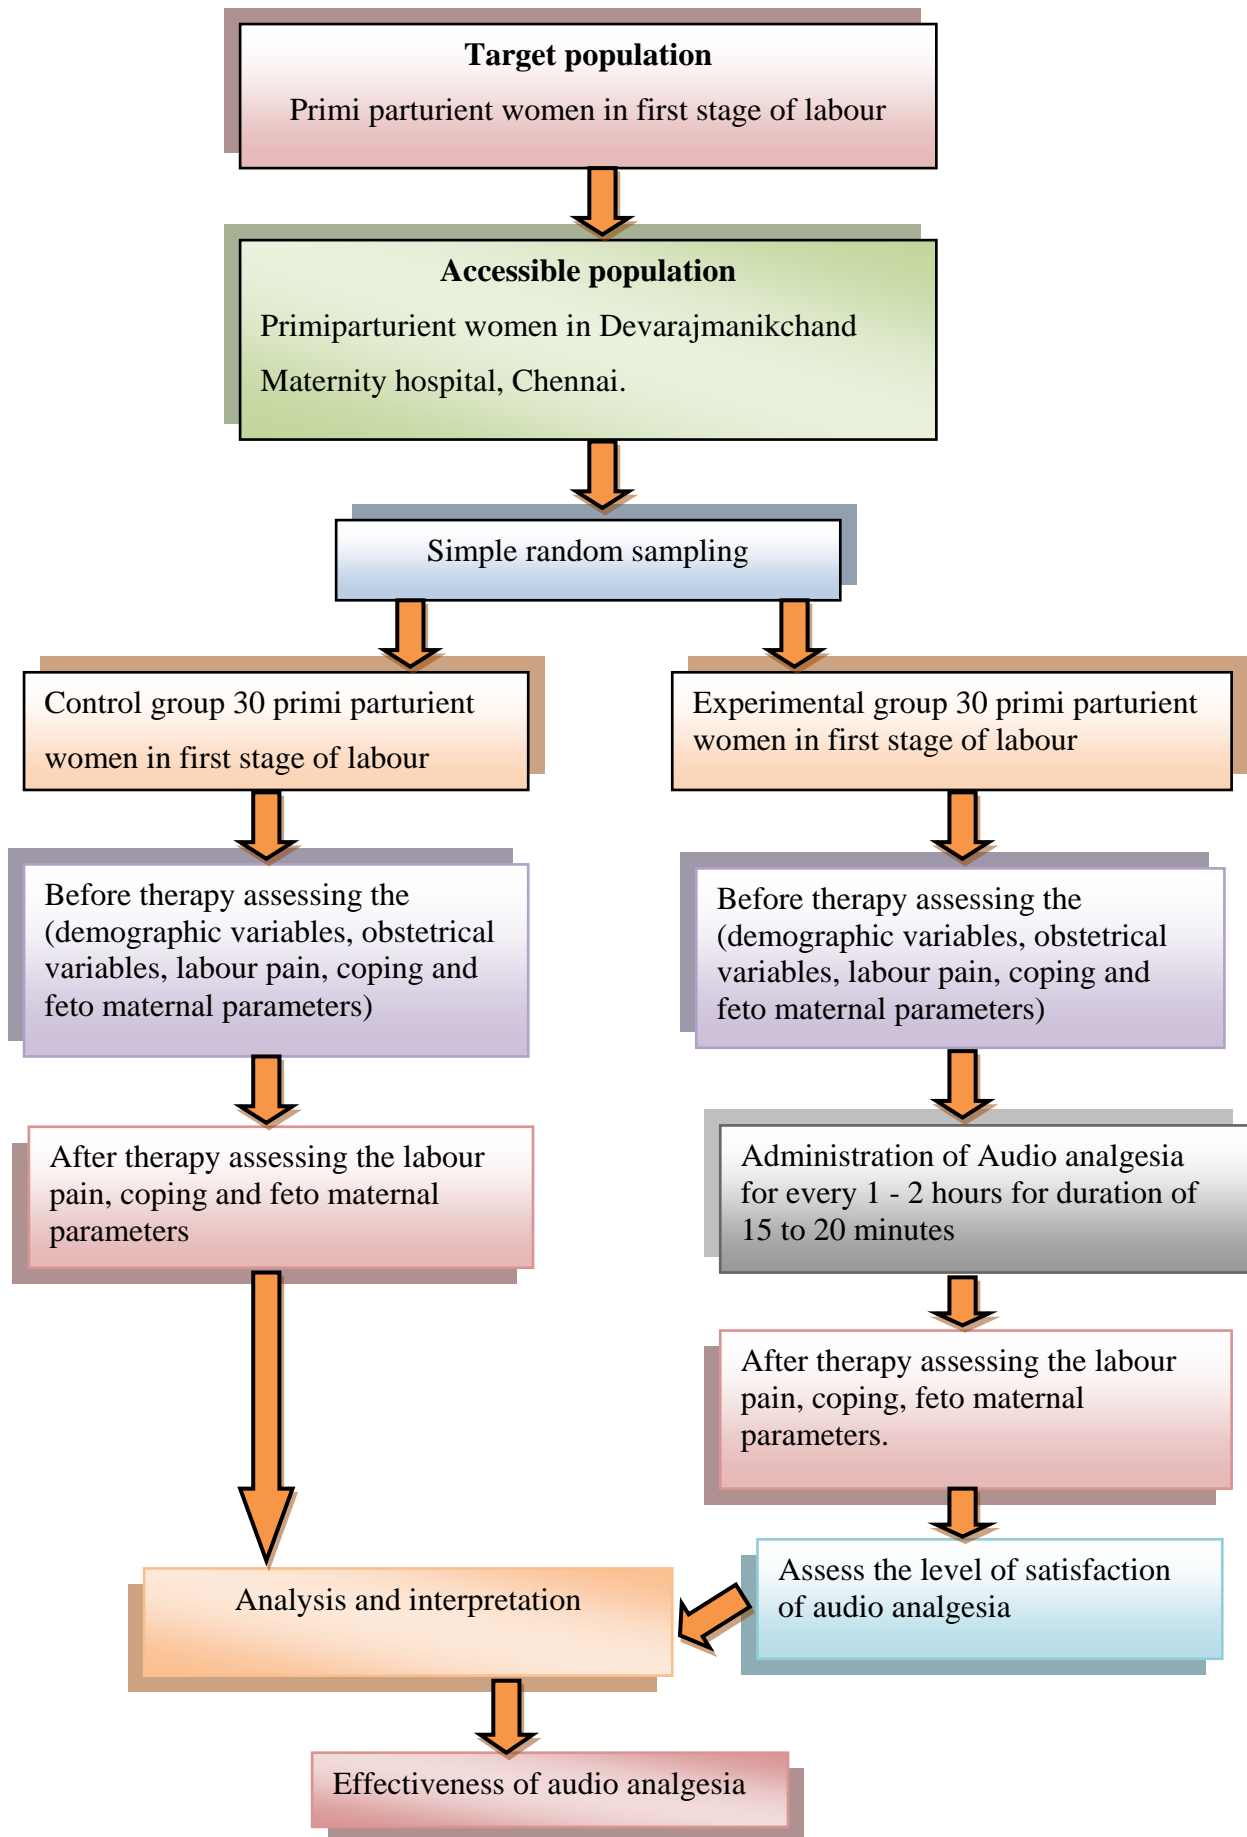 Target population
Primi parturient women in first stage of labour
Accessible population
Primiparturient women in Devarajmanikchand
Maternity hospital, Chennai.
Simple random sampling
Control group 30 primi parturient
women in first stage of labour
Experimental group 30 primi parturient
women in first stage of labour
Before therapy assessing the
(demographic variables, obstetrical
variables, labour pain, coping and
feto maternal parameters)
Before therapy assessing the
(demographic variables, obstetrical
variables, labour pain, coping and
feto maternal parameters)
After therapy assessing the labour
pain, coping and feto maternal
parameters
Administration of Audio analgesia
for every 1 - 2 hours for duration of
15 to 20 minutes
After therapy assessing the labour
pain, coping, feto maternal
parameters.
Assess the level of satisfaction
of audio analgesia
Analysis and interpretation
Effectiveness of audio analgesia